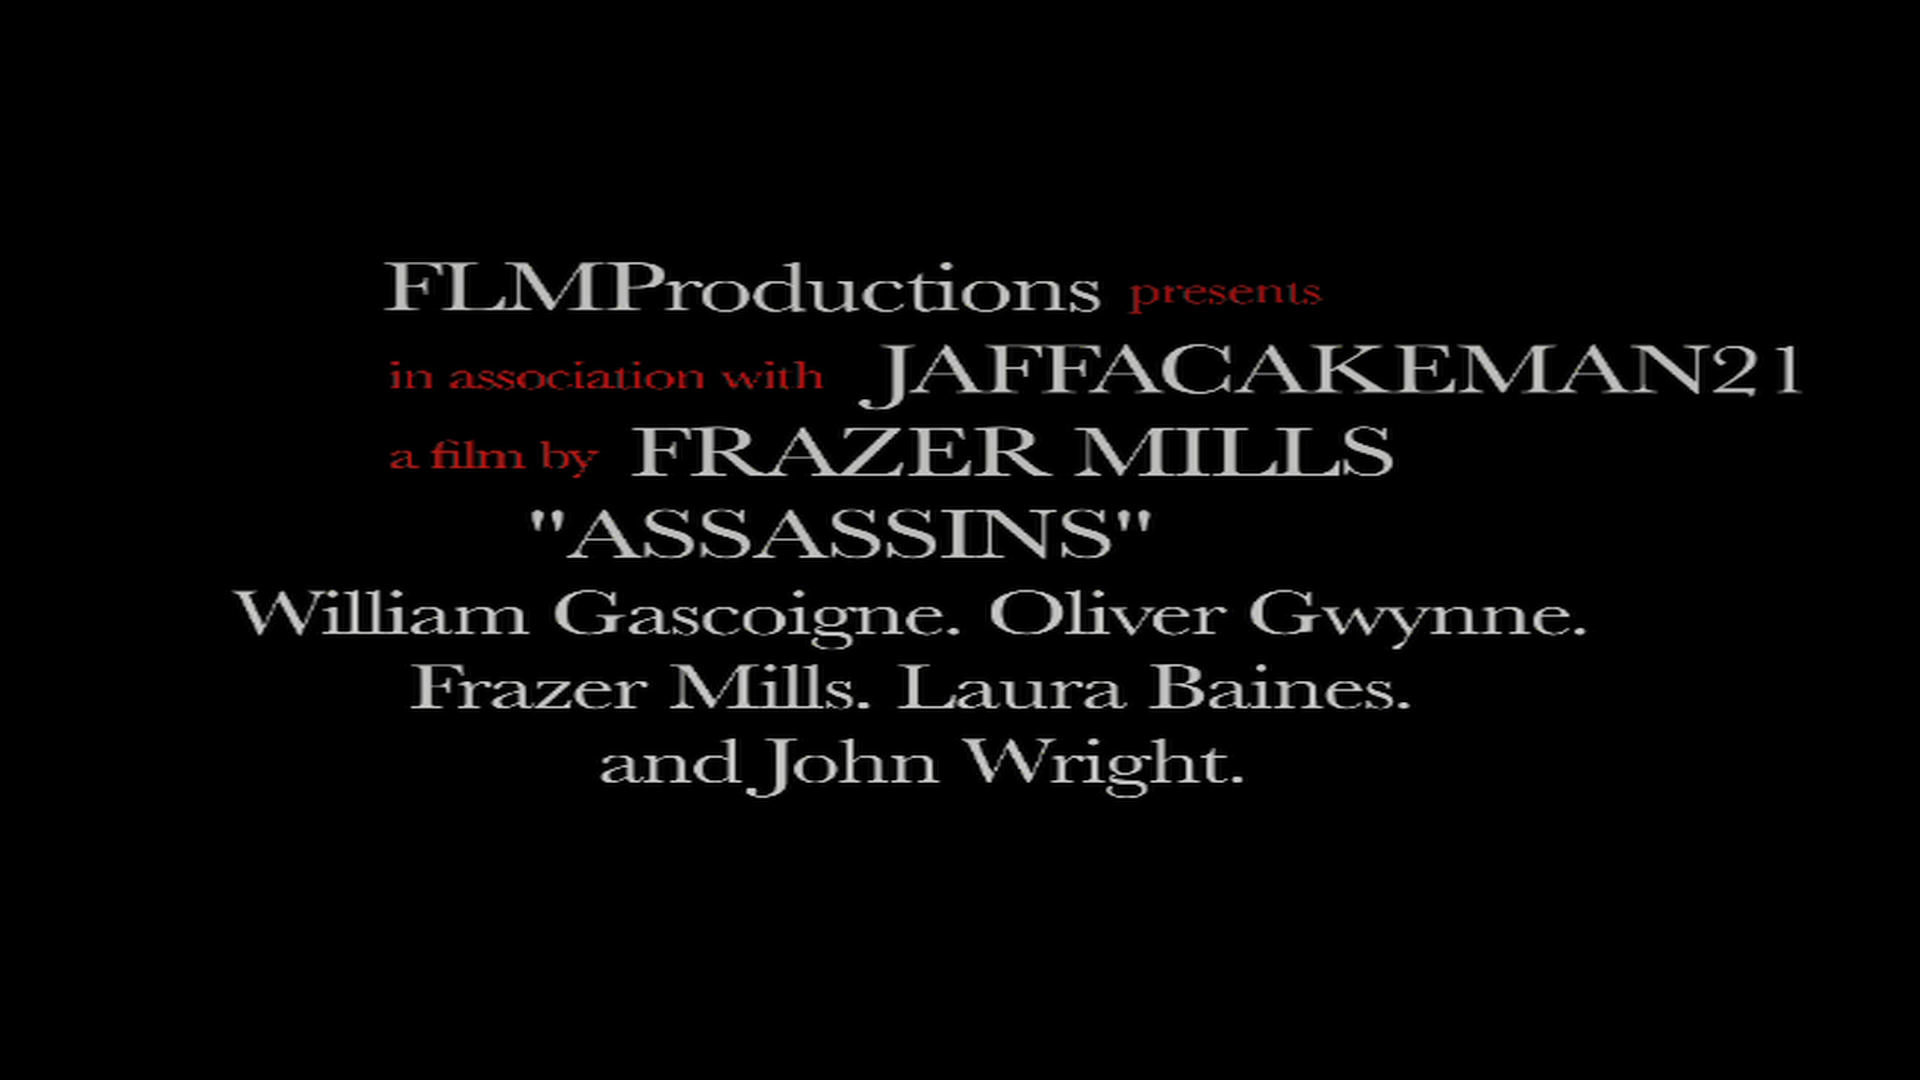 FLMProductions presents
in association with JAFFACAKEMAN21
a film by FRAZER MILLS
"ASSASSINS"
William Gascoigne. Oliver Gwynne.
Frazer Mills. Laura Baines.
and John Wright.